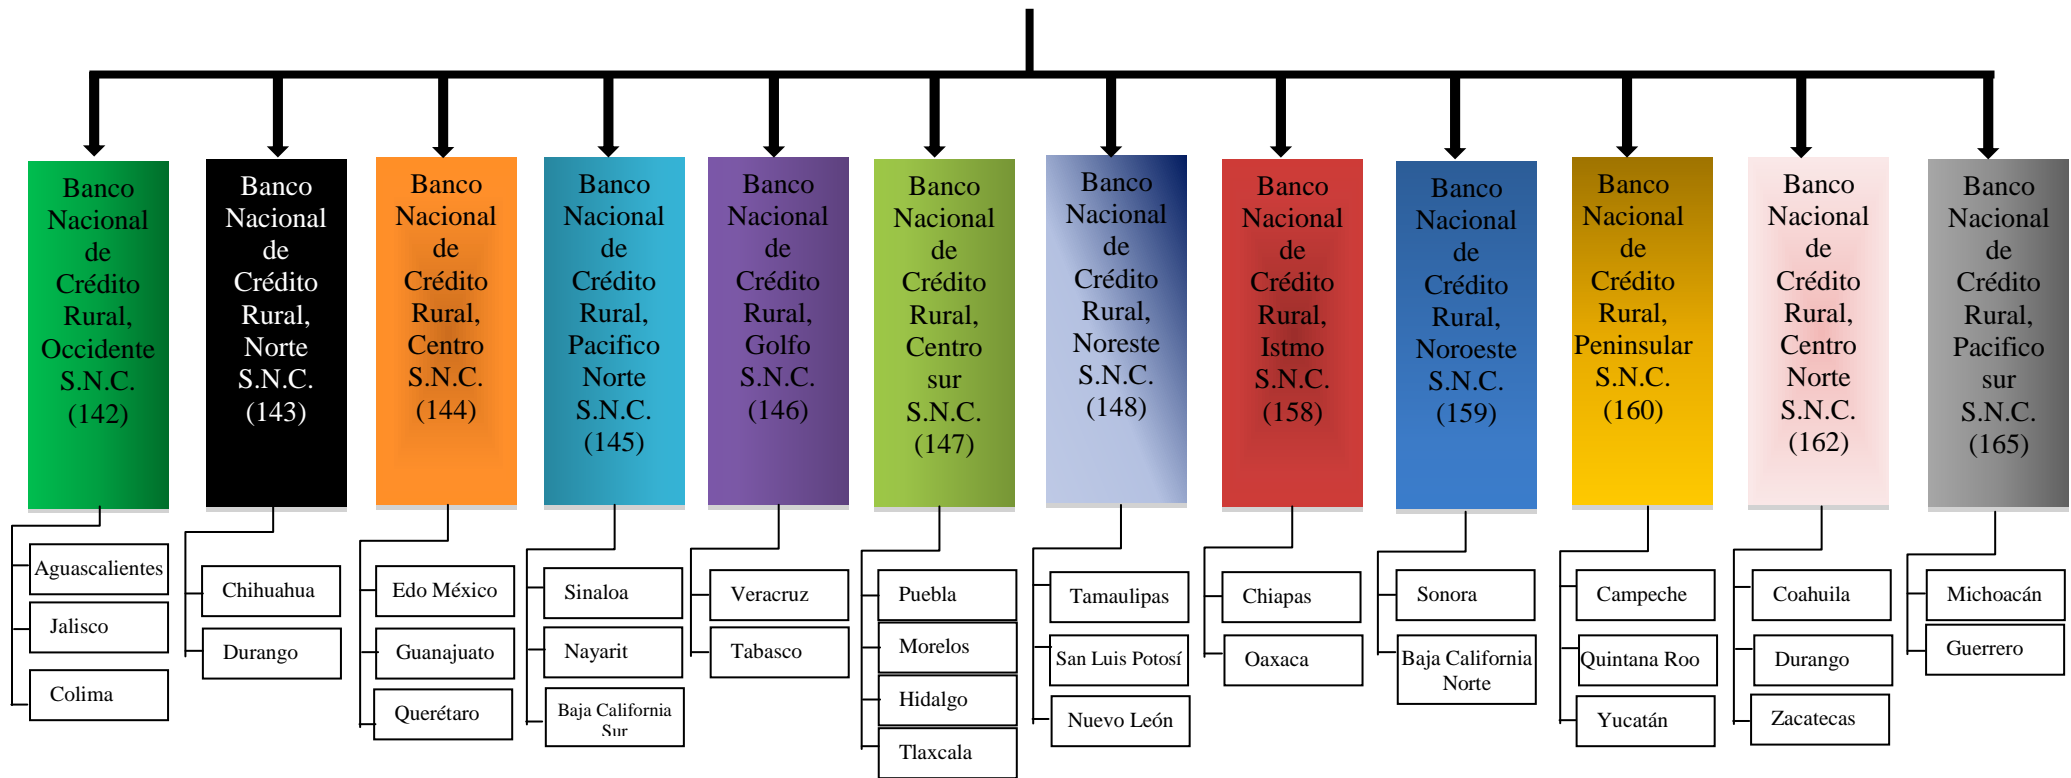 Banco
Nacional
de
Crédito
Rural,
Occidente
S.N.C.
(142)
Aguascalientes
Jalisco
Colima
Banco
Nacional
de
Crédito
Rural,
Norte
S.N.C.
(143)
Chihuahua
Durango
Banco
Nacional
de
Crédito
Rural,
Centro
S.N.C.
(144)
Edo México
Guanajuato
Querétaro
Banco
Nacional
de
Crédito
Rural,
Pacifico
Norte
S.N.C.
(145)
Sinaloa
Nayarit
Baja California
Sur
Banco
Nacional
de
Crédito
Rural,
Golfo
S.N.C.
(146)
Veracruz
Tabasco
Banco
Nacional
de
Crédito
Rural,
Centro
sur
S.N.C.
(147)
Puebla
Morelos
Hidalgo
Tlaxcala
Banco
Nacional
de
Crédito
Rural,
Noreste
S.N.C.
(148)
Tamaulipas
San Luis Potosí
Nuevo León
Banco
Nacional
de
Crédito
Rural,
Istmo
S.N.C.
(158)
Chiapas
Oaxaca
Banco
Nacional
de
Crédito
Rural,
Noroeste
S.N.C.
(159)
Sonora
Baja California
Norte
Banco
Nacional
de
Crédito
Rural,
Peninsular
S.N.C.
(160)
Campeche
Quintana Roo
Yucatán
Banco
Nacional
de
Crédito
Rural,
Centro
Norte
S.N.C.
(162)
Coahuila
Durango
Zacatecas
Banco
Nacional
de
Crédito
Rural,
Pacifico
sur
S.N.C.
(165)
Michoacán
Guerrero